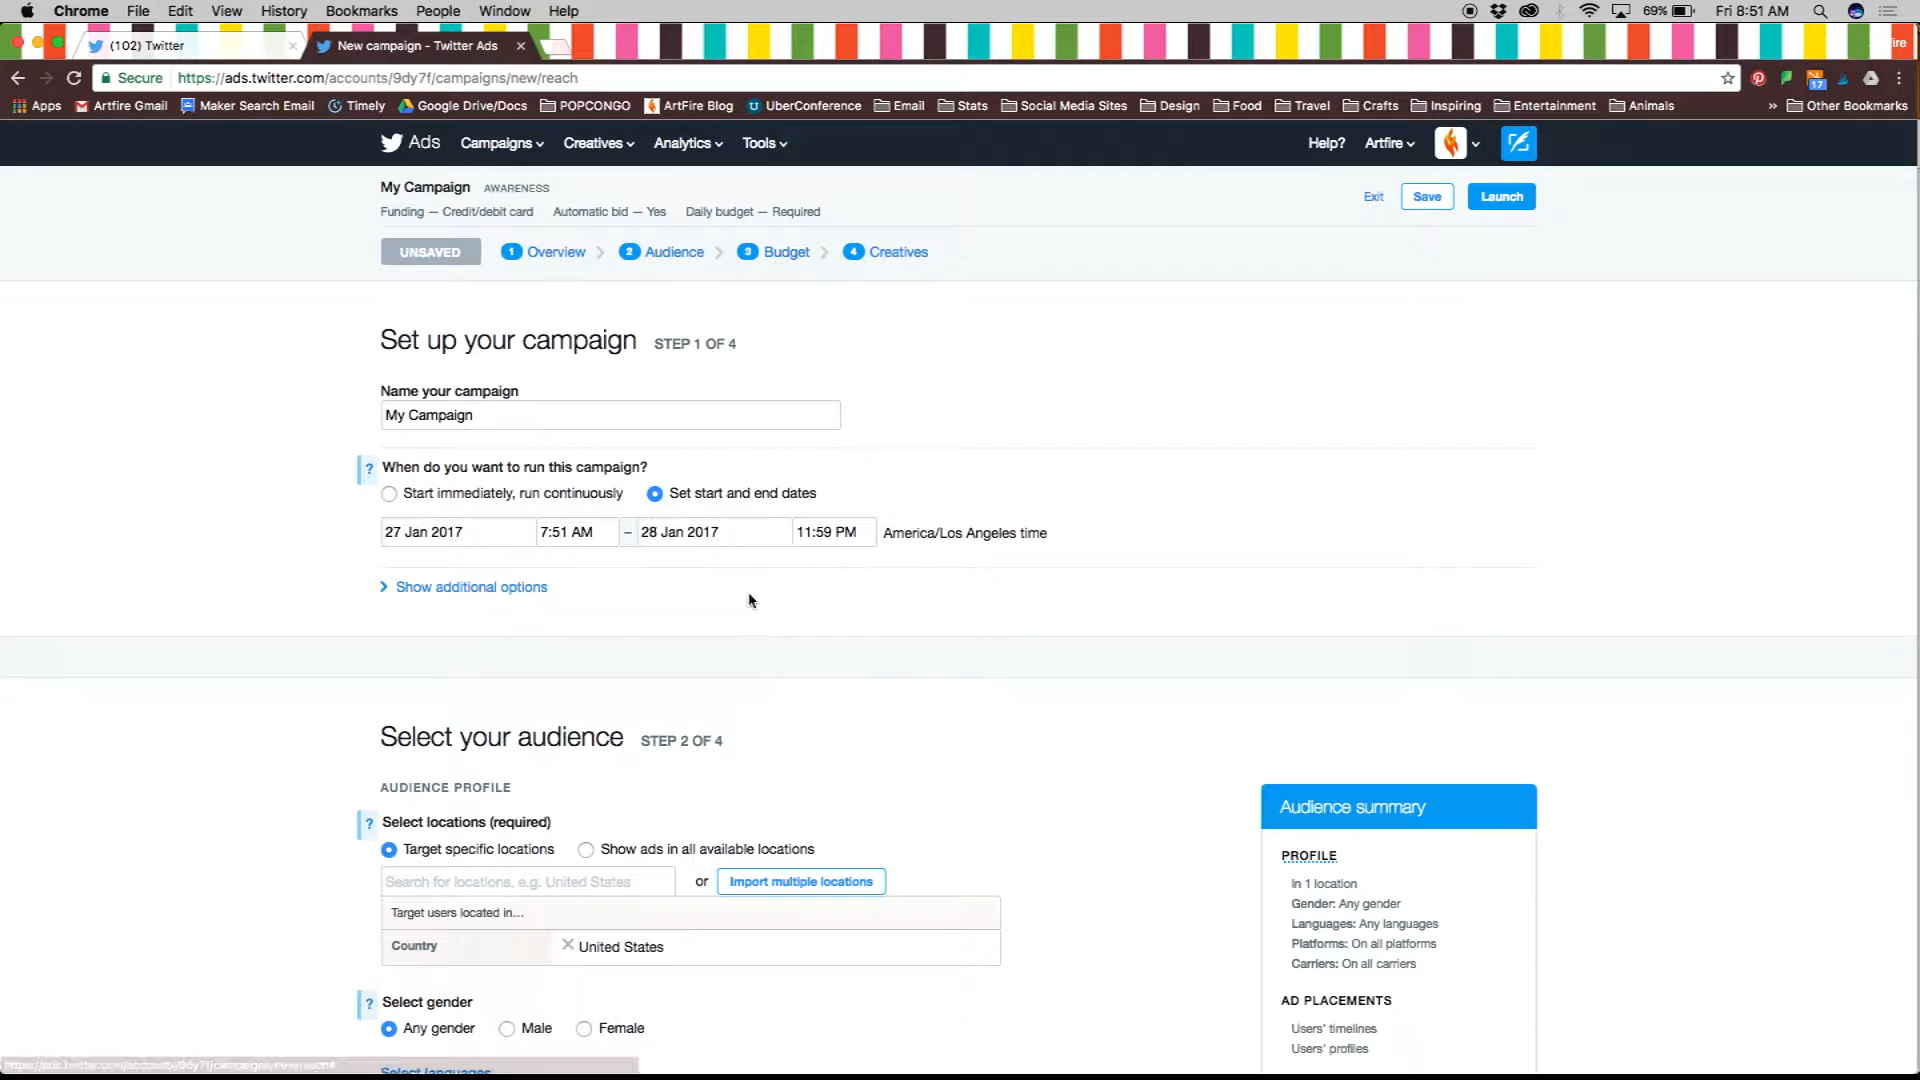 Chrome File Edit View History Bookmarks People Window Help 69% Fri 8:51 AM
(102) Twitter New campaign - Twitter Ads
Secure https://ads.twitter.com/accounts/9dy7f/campaigns/new/reach 17
Apps Artfire Gmail Maker Search Email Timely Google Drive/Docs POPCONGO ArtFire Blog UberConference Email Stats Social Media Sites Design Food Travel Crafts Inspiring Entertainment Animals » Other Bookmarks
Ads Campaigns Creatives Analytics Tools Help? Artfire
My Campaign AWARENESS
Exit Save Launch
Funding — Credit/debit card Automatic bid — Yes Daily budget — Required
UNSAVED 1 Overview 2 Audience 3 Budget 4 Creatives
Set up your campaign STEP 1 OF 4
Name your campaign
My Campaign
? When do you want to run this campaign?
Start immediately, run continuously Set start and end dates
27 Jan 2017 7:51 AM – 28 Jan 2017 11:59 PM America/Los Angeles time
Show additional options
Select your audience STEP 2 OF 4
AUDIENCE PROFILE
? Select locations (required)
Target specific locations Show ads in all available locations
Search for locations, e.g. United States or Import multiple locations
Target users located in...
Country United States
? Select gender
Any gender Male Female
Select languages
Audience summary
PROFILE
In 1 location
Gender: Any gender
Languages: Any languages
Platforms: On all platforms
Carriers: On all carriers
AD PLACEMENTS
Users' timelines
Users' profiles